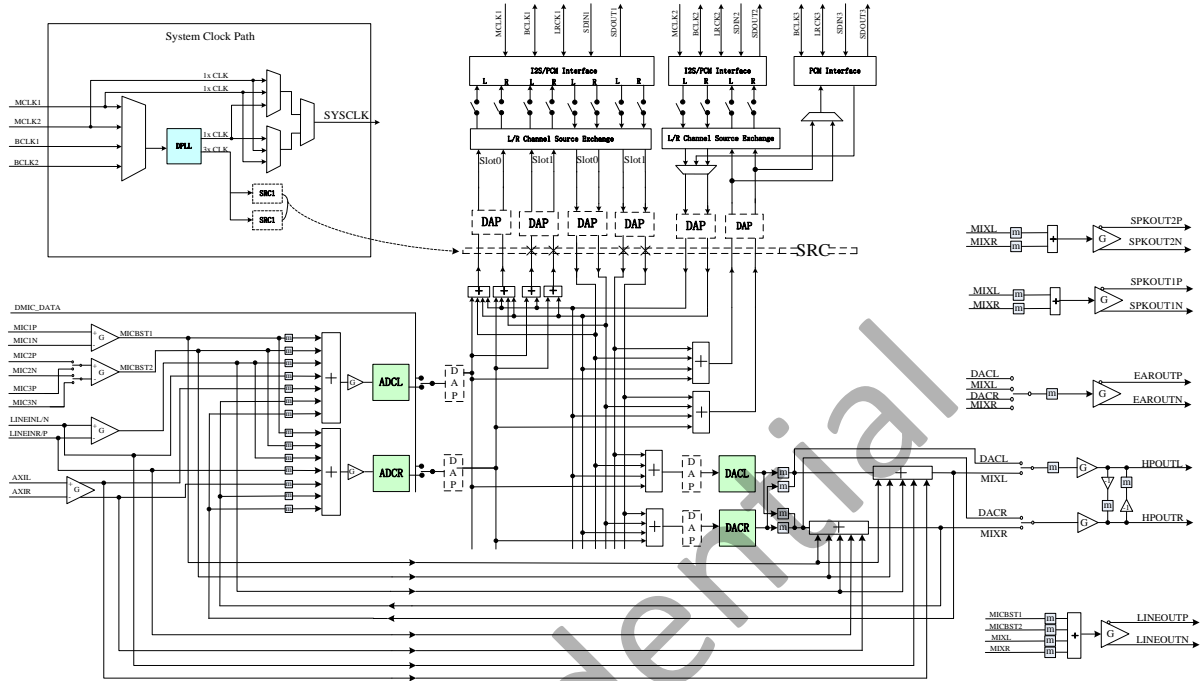 System Clock Path
MCLK1
MCLK2
BCLK1
BCLK2
1x CLK
1x CLK
1x CLK
3x CLK
DPLL
SRC1
SRC1
SYSCLK
MCLK1
BCLK1
LRCK1
SDIN1
SDOUT1
MCLK2
BCLK2
LRCK2
SDIN2
SDOUT2
BCLK3
LRCK3
SDIN3
SDOUT3
I2S/PCM Interface
L R L R L R L R
I2S/PCM Interface
L R L R
PCM Interface
L/R Channel Source Exchange
L/R Channel Source Exchange
Slot0
Slot1
Slot0
Slot1
DAP
DAP
DAP
DAP
DAP
DAP
SRC
+
+
+
+
DMIC_DATA
MIC1P
MIC1N
MIC2P
MIC2N
MIC3P
MIC3N
LINEINL/N
LINEINR/P
AXIL
AXIR
+
-
G
MICBST1
+
-
G
MICBST2
+
-
G
+
-
G
m
m
m
m
m
m
m
+
G
ADCL
D
A
P
m
m
m
m
m
m
m
+
G
ADCR
D
A
P
+
+
+
D
A
P
DACL
m
m
+
+
D
A
P
DACR
m
m
+
MIXL
MIXR
m
m
+
G
SPKOUT2P
SPKOUT2N
MIXL
MIXR
m
m
+
G
SPKOUT1P
SPKOUT1N
DACL
MIXL
DACR
MIXR
m
G
EAROUTP
EAROUTN
DACL
MIXL
m
G
HPOUTL
DACR
MIXR
G
HPOUTR
m
m
-1
-1
MICBST1
MICBST2
MIXL
MIXR
m
m
m
m
+
G
LINEOUTP
LINEOUTN
dential